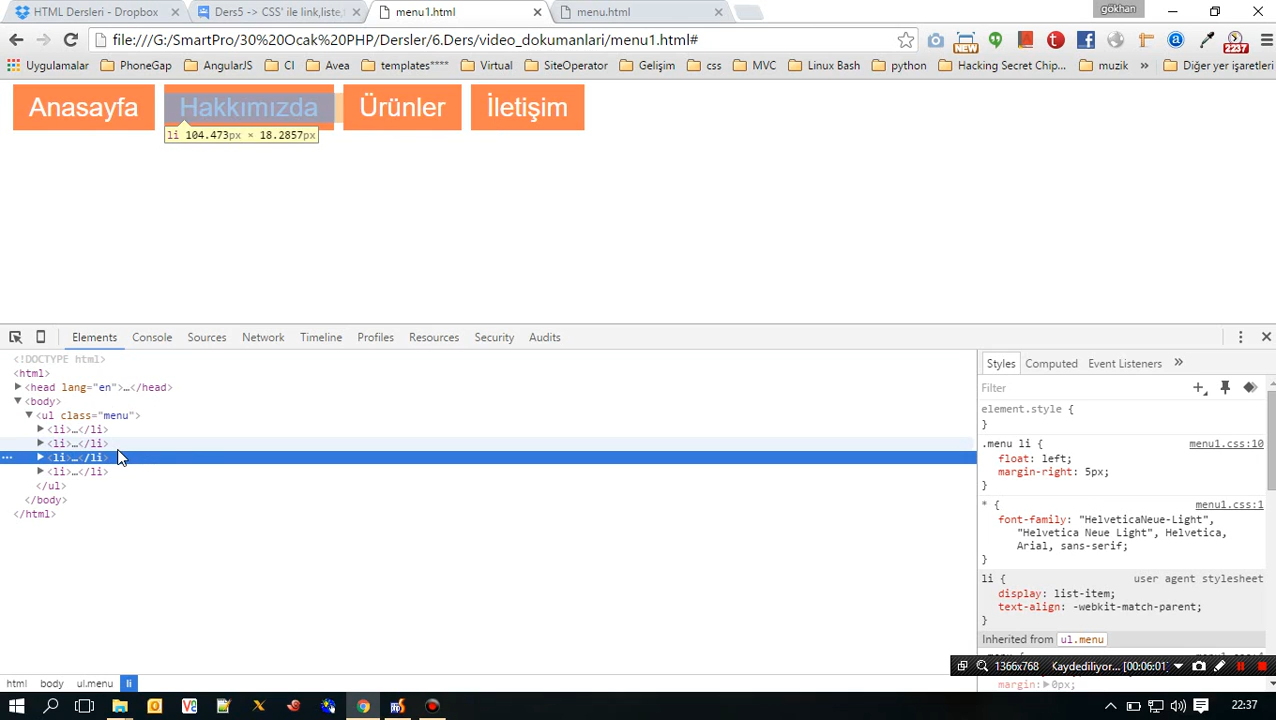 HTML Dersleri - Dropbox
Ders5 -> CSS' ile link,liste,
menu1.html
menu.html
gökhan
file:///G:/SmartPro/30%20Ocak%20PHP/Dersler/6.Ders/video_dokumanlari/menu1.html#
NEW
2237
Uygulamalar
PhoneGap
AngularJS
CI
Avea
templates****
Virtual
SiteOperator
Gelişim
css
MVC
Linux Bash
python
Hacking Secret Chip...
muzik
»
Diğer yer işaretleri
Anasayfa
Hakkımızda
Ürünler
İletişim
li 104.473px × 18.2857px
Elements
Console
Sources
Network
Timeline
Profiles
Resources
Security
Audits
<!DOCTYPE html>
<html>
<head lang="en">…</head>
<body>
<ul class="menu">
<li>…</li>
<li>…</li>
<li>…</li>
<li>…</li>
</ul>
</body>
</html>
Styles
Computed
Event Listeners
»
Filter
element.style {
}
.menu li {
menu1.css:10
float: left;
margin-right: 5px;
}
* {
menu1.css:1
font-family: "HelveticaNeue-Light",
"Helvetica Neue Light", Helvetica,
Arial, sans-serif;
}
li {
user agent stylesheet
display: list-item;
text-align: -webkit-match-parent;
}
Inherited from ul.menu
1366x768
Kaydediliyor... [00:06:01]
margin: 0px;
html
body
ul.menu
li
22:37